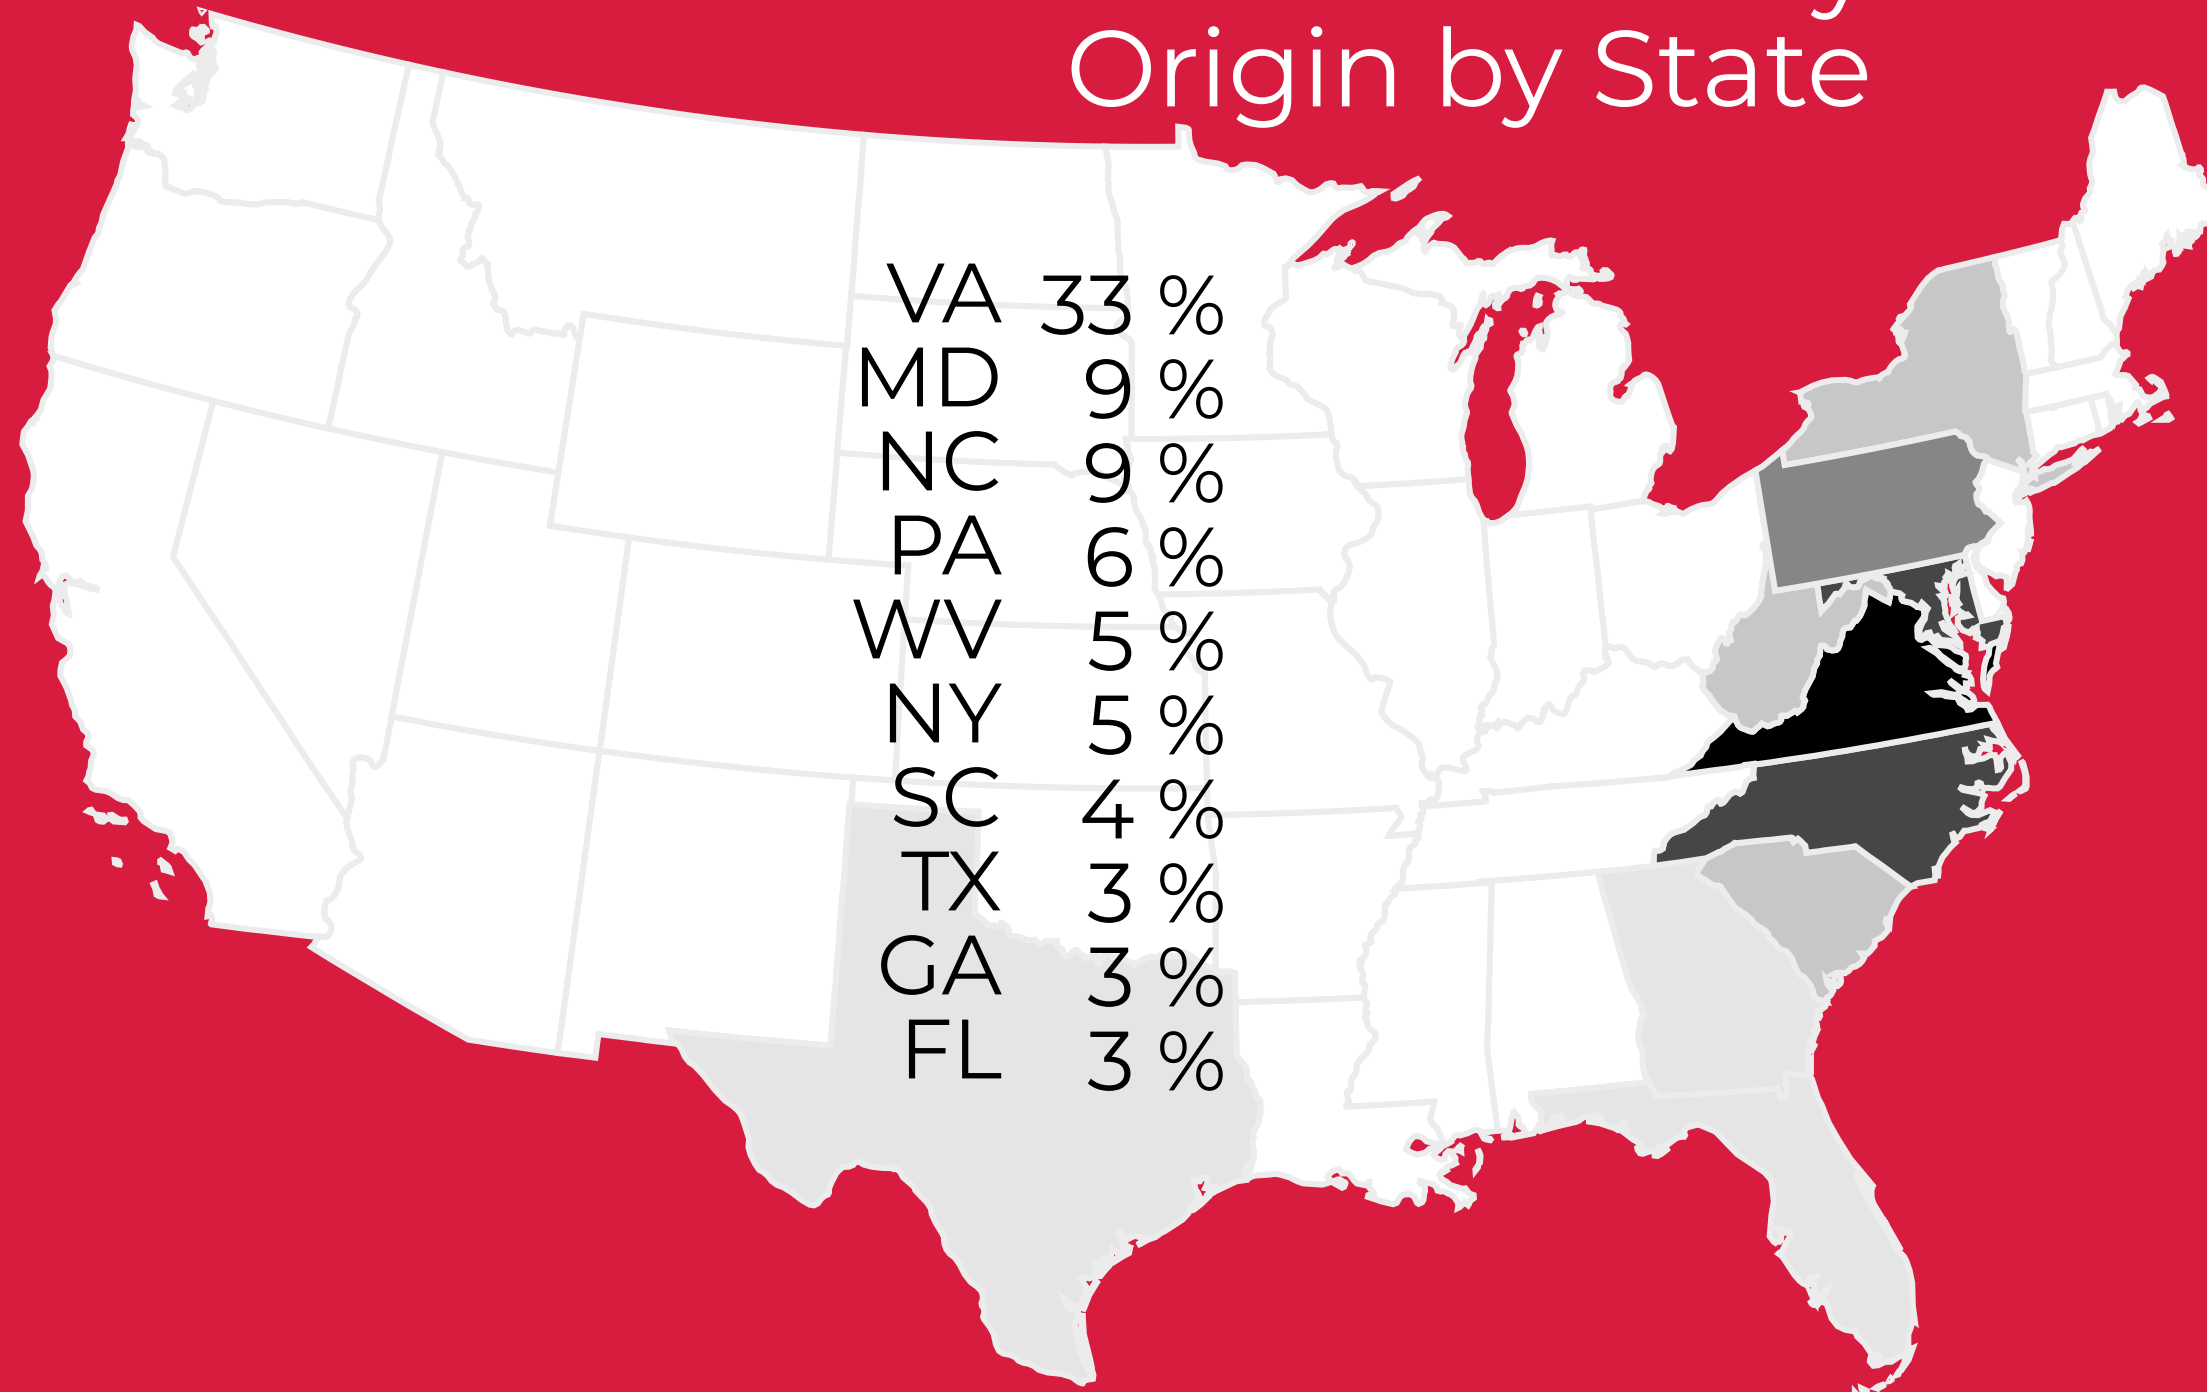 Origin by State
VA 33 %
MD 9 %
NC 9 %
PA 6 %
WV 5 %
NY 5 %
SC 4 %
TX 3 %
GA 3 %
FL 3 %